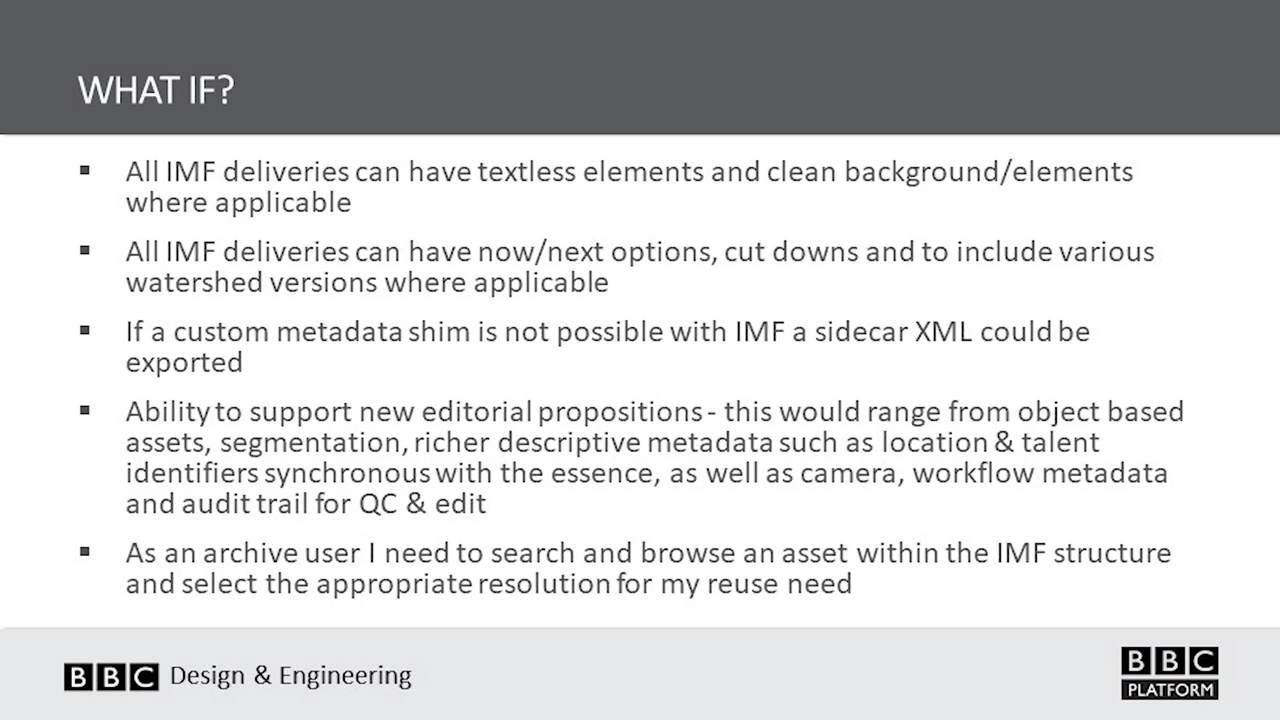 WHAT IF?
All IMF deliveries can have textless elements and clean background/elements
where applicable
All IMF deliveries can have now/next options, cut downs and to include various
watershed versions where applicable
If a custom metadata shim is not possible with IMF a sidecar XML could be
exported
Ability to support new editorial propositions - this would range from object based
assets, segmentation, richer descriptive metadata such as location & talent
identifiers synchronous with the essence, as well as camera, workflow metadata
and audit trail for QC & edit
As an archive user I need to search and browse an asset within the IMF structure
and select the appropriate resolution for my reuse need
BBC Design & Engineering
BBC
PLATFORM